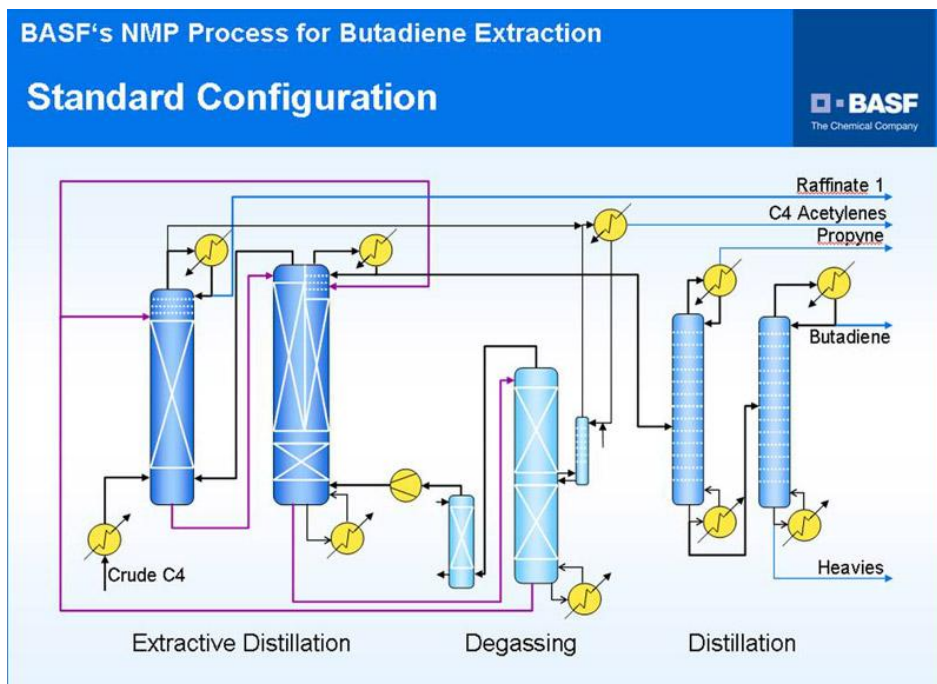 BASF‘s NMP Process for Butadiene Extraction
Standard Configuration
BASF
The Chemical Company
Raffinate 1
C4 Acetylenes
Propyne
Butadiene
Crude C4
Heavies
Extractive Distillation
Degassing
Distillation